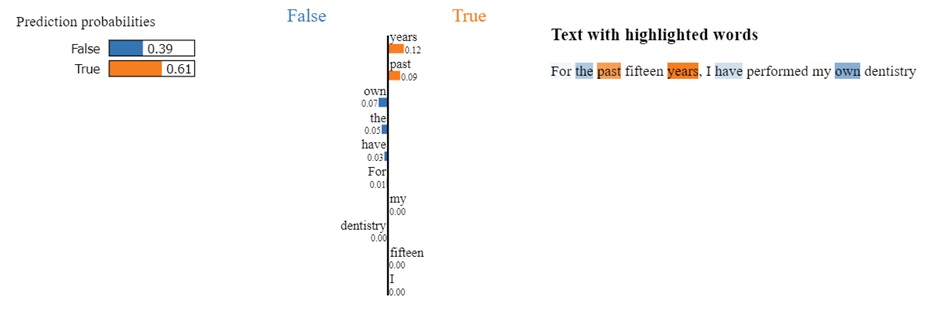 Prediction probabilities
False 0.39
True 0.61
False True
years
0.12
past
0.09
own
0.07
the
0.05
have
0.03
For
0.01
my
0.00
dentistry
0.00
fifteen
0.00
I
0.00
Text with highlighted words
For the past fifteen years, I have performed my own dentistry